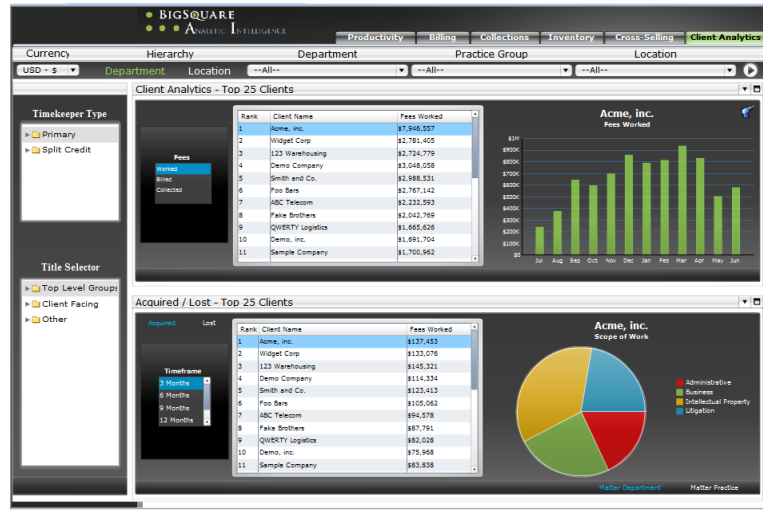 BIGSQUARE
ANALYTIC INTELLIGENCE
Productivity Billing Collections Inventory Cross-Selling Client Analytics
Currency Hierarchy Department Practice Group Location
USD - $ Department Location --All-- --All-- --All--
Client Analytics - Top 25 Clients
Timekeeper Type
Primary
Split Credit
Title Selector
Top Level Groups
Client Facing
Other
Fees
Worked
Billed
Collected
Rank Client Name Fees Worked
1 Acme, inc. $7,946,557
2 Widget Corp $2,781,405
3 123 Warehousing $2,724,779
4 Demo Company $3,048,058
5 Smith and Co. $2,988,531
6 Foo Bars $2,767,142
7 ABC Telecom $2,232,593
8 Fake Brothers $2,042,769
9 QWERTY Logistics $1,665,626
10 Demo, inc. $1,691,704
11 Sample Company $1,700,962
Acme, inc.
Fees Worked
$1M
$900K
$800K
$700K
$600K
$500K
$400K
$300K
$200K
$100K
$0
Jul Aug Sep Oct Nov Dec Jan Feb Mar Apr May Jun
Acquired / Lost - Top 25 Clients
Acquired Lost
Timeframe
3 Months
6 Months
9 Months
12 Months
Rank Client Name Fees Worked
1 Acme, inc. $137,453
2 Widget Corp $133,076
3 123 Warehousing $145,321
4 Demo Company $114,334
5 Smith and Co. $123,413
6 Foo Bars $105,062
7 ABC Telecom $94,578
8 Fake Brothers $87,791
9 QWERTY Logistics $82,028
10 Demo, inc. $75,968
11 Sample Company $83,838
Acme, inc.
Scope of Work
Administrative
Business
Intellectual Property
Litigation
Matter Department Matter Practice